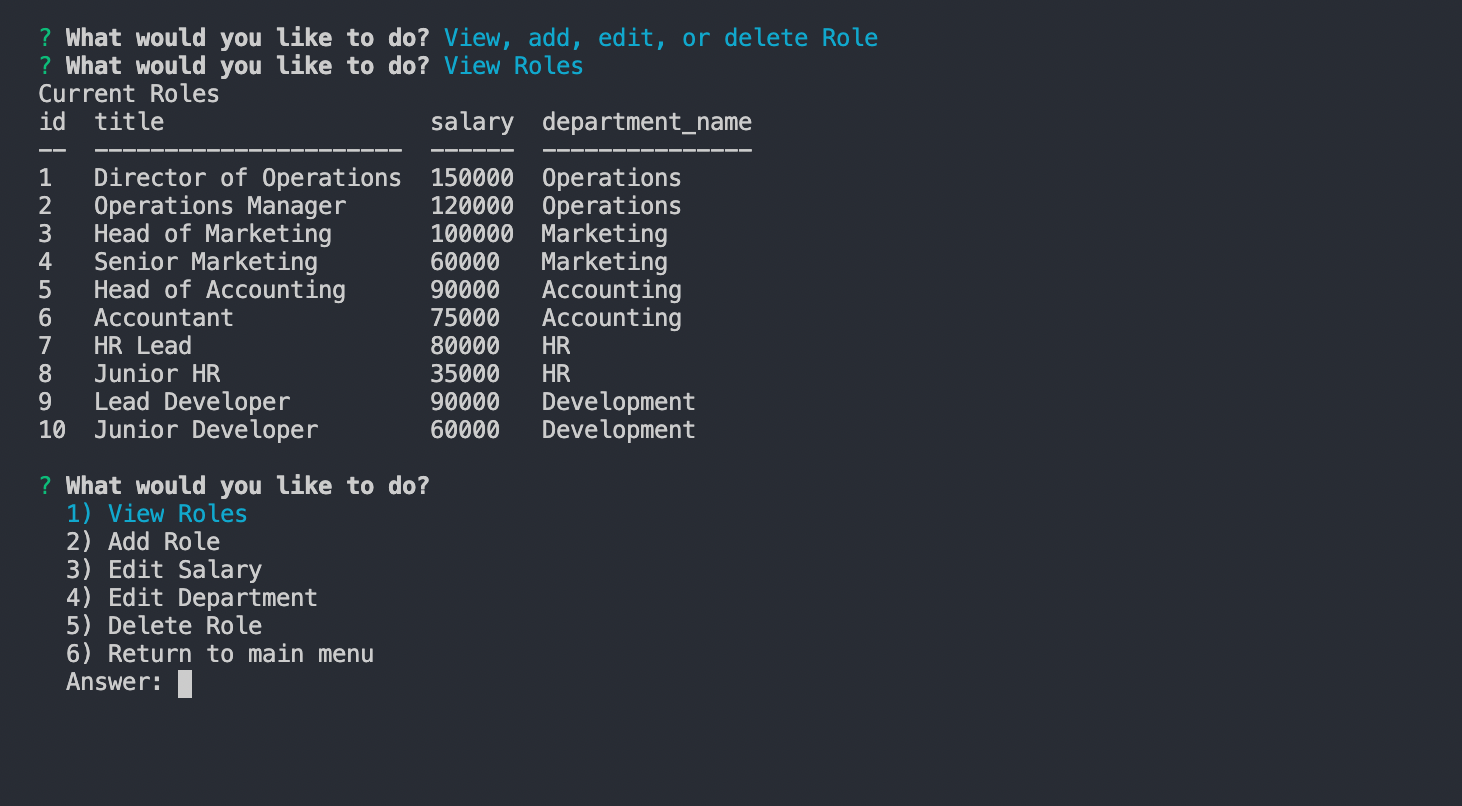 ? What would you like to do? View, add, edit, or delete Role
? What would you like to do? View Roles
Current Roles
id  title                   salary  department_name
--  ----------------------  ------  ---------------
1   Director of Operations  150000  Operations
2   Operations Manager      120000  Operations
3   Head of Marketing       100000  Marketing
4   Senior Marketing        60000   Marketing
5   Head of Accounting      90000   Accounting
6   Accountant              75000   Accounting
7   HR Lead                 80000   HR
8   Junior HR               35000   HR
9   Lead Developer          90000   Development
10  Junior Developer        60000   Development
? What would you like to do?
1) View Roles
2) Add Role
3) Edit Salary
4) Edit Department
5) Delete Role
6) Return to main menu
Answer: